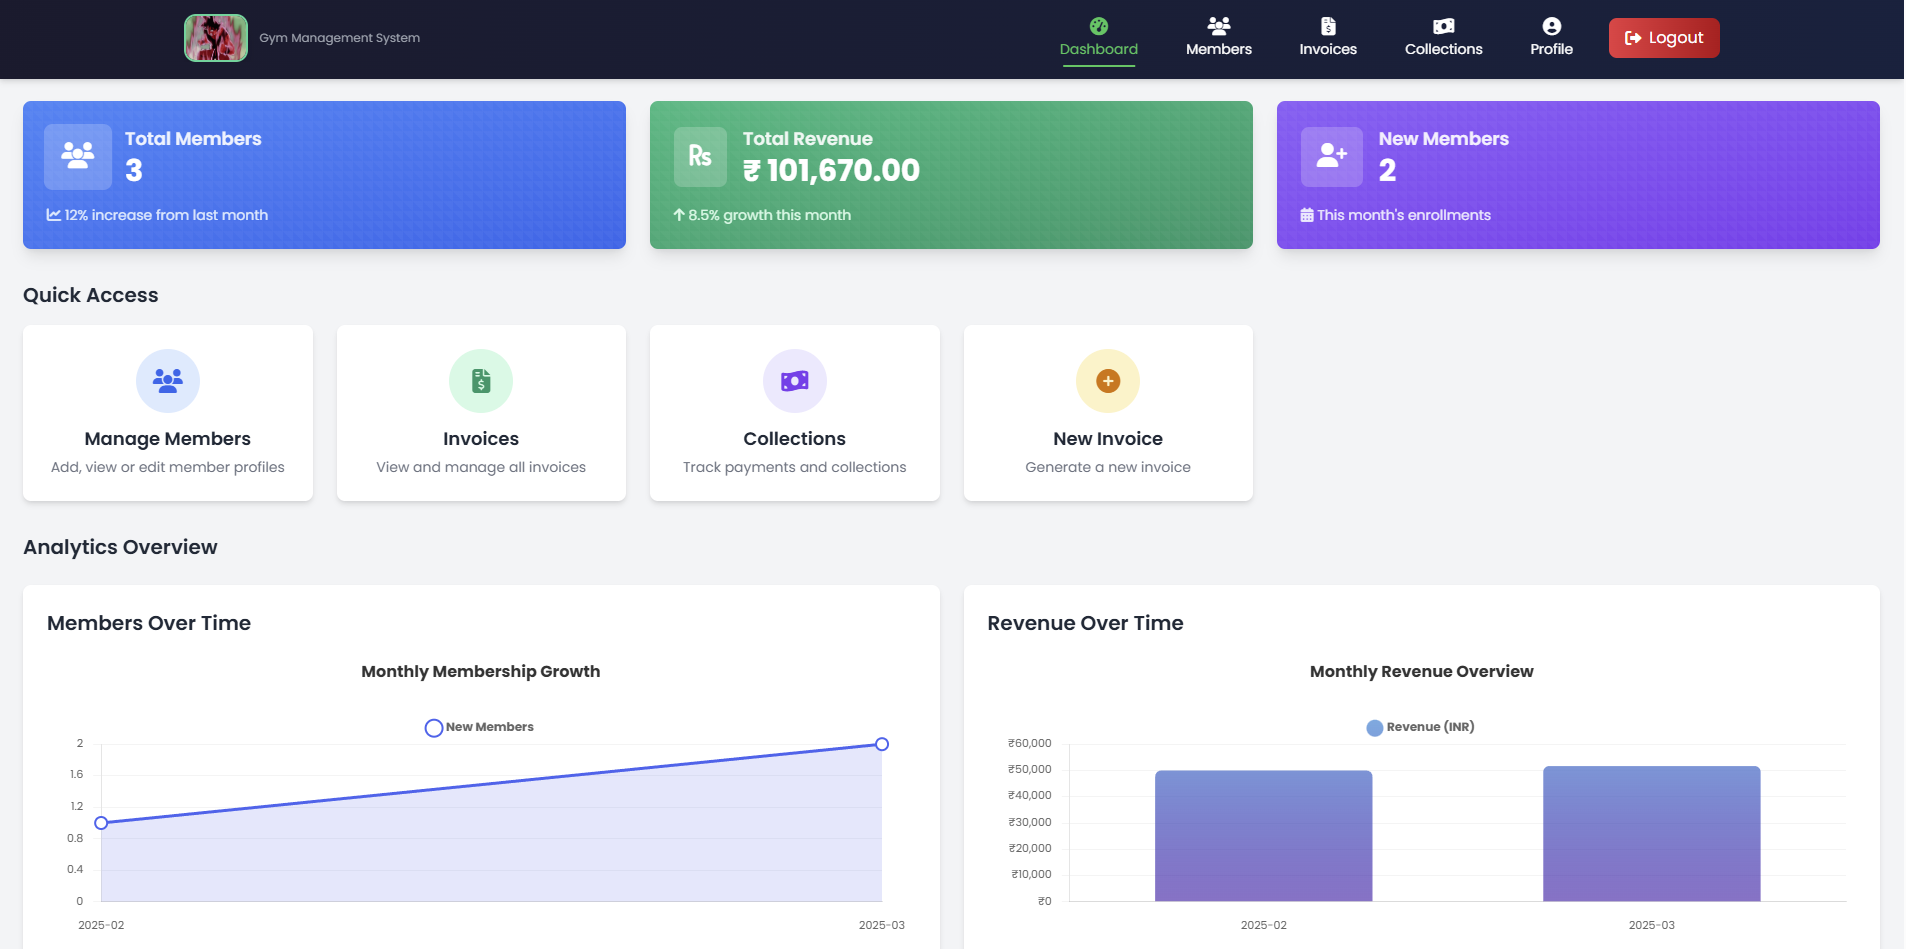 Gym Management System
Dashboard
Members
Invoices
Collections
Profile
Logout
Total Members
3
12% increase from last month
Rs
Total Revenue
₹ 101,670.00
8.5% growth this month
New Members
2
This month's enrollments
Quick Access
Manage Members
Add, view or edit member profiles
Invoices
View and manage all invoices
Collections
Track payments and collections
New Invoice
Generate a new invoice
Analytics Overview
Members Over Time
Monthly Membership Growth
New Members
2
1.6
1.2
0.8
0.4
0
2025-02
2025-03
Revenue Over Time
Monthly Revenue Overview
Revenue (INR)
₹60,000
₹50,000
₹40,000
₹30,000
₹20,000
₹10,000
₹0
2025-02
2025-03